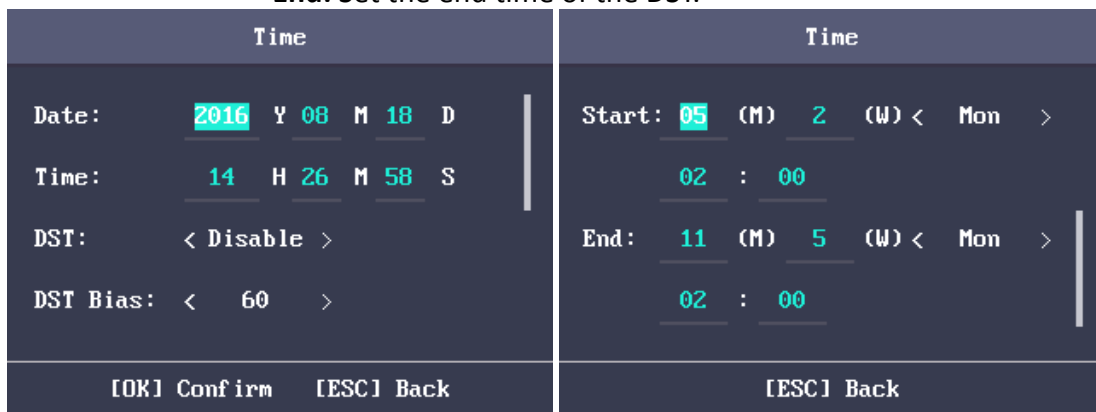 End: Set the end time of the DST.
Time
Date: 2016 Y 08 M 18 D
Time: 14 H 26 M 58 S
DST: < Disable >
DST Bias: < 60 >
[OK] Confirm [ESC] Back
Time
Start: 05 (M) 2 (W) < Mon >
02 : 00
End: 11 (M) 5 (W) < Mon >
02 : 00
[ESC] Back